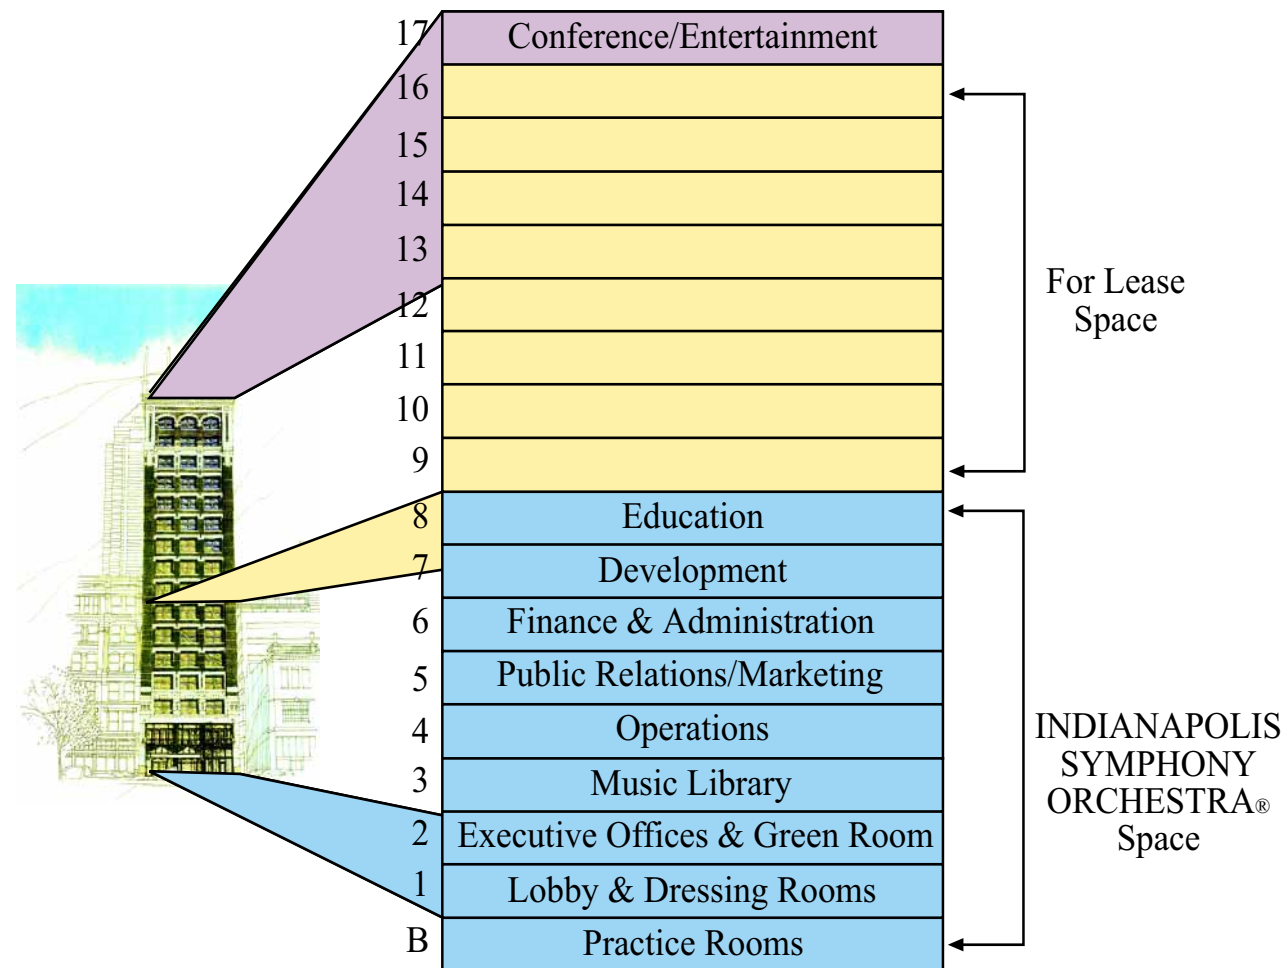 17 Conference/Entertainment
16
15
14
13
12
11
10
9
For Lease
Space
8 Education
7 Development
6 Finance & Administration
5 Public Relations/Marketing
4 Operations
3 Music Library
2 Executive Offices & Green Room
1 Lobby & Dressing Rooms
B Practice Rooms
INDIANAPOLIS
SYMPHONY
ORCHESTRA®
Space